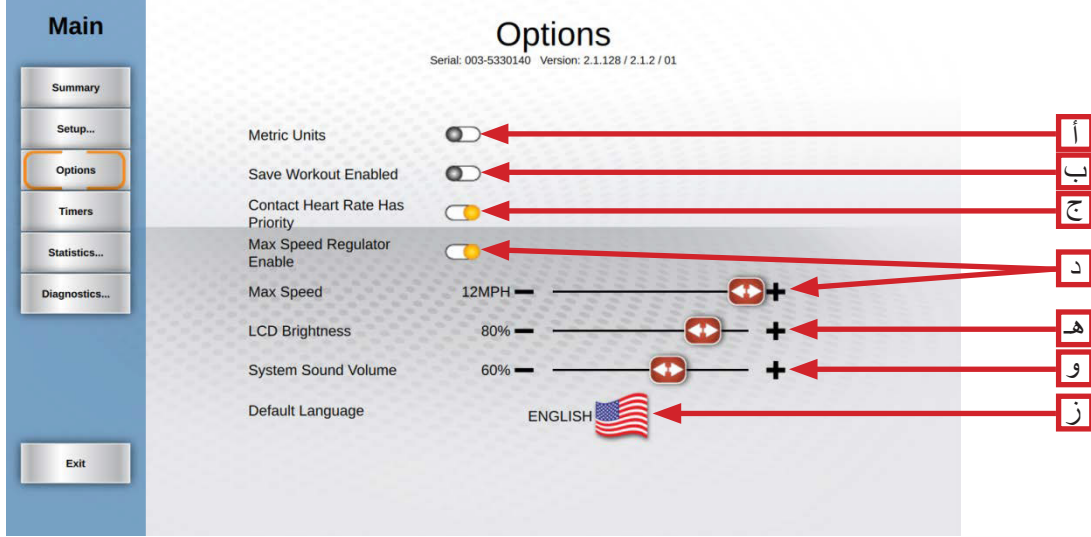 Main
Summary
Setup...
Options
Timers
Statistics...
Diagnostics...
Exit
Options
Serial: 003-5330140 Version: 2.1.128 / 2.1.2 / 01
Metric Units
أ
Save Workout Enabled
ب
Contact Heart Rate Has
Priority
ج
Max Speed Regulator
Enable
د
Max Speed 12MPH
LCD Brightness 80%
هـ
System Sound Volume 60%
و
Default Language ENGLISH
ز